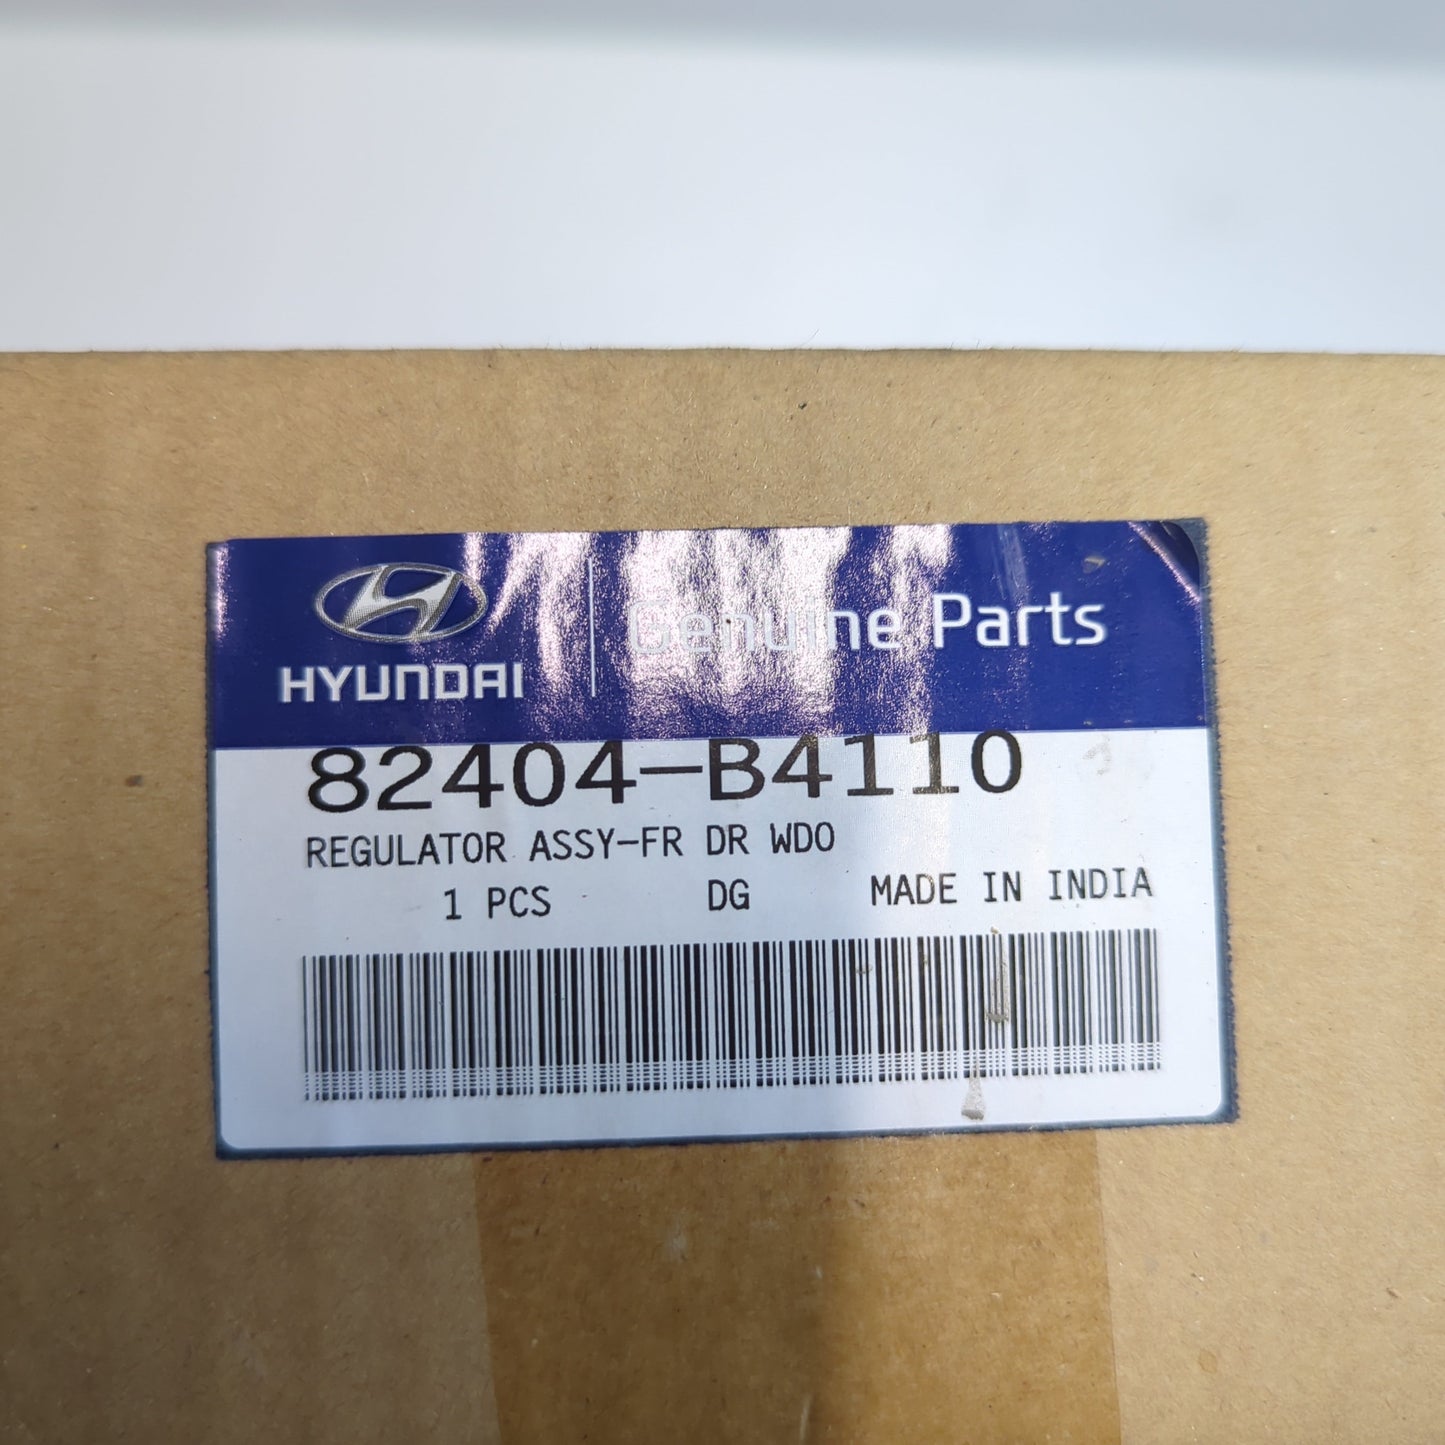 HYUNDAI
Genuine Parts
82404-B4110
REGULATOR ASSY-FR DR WDO
1 PCS DG MADE IN INDIA